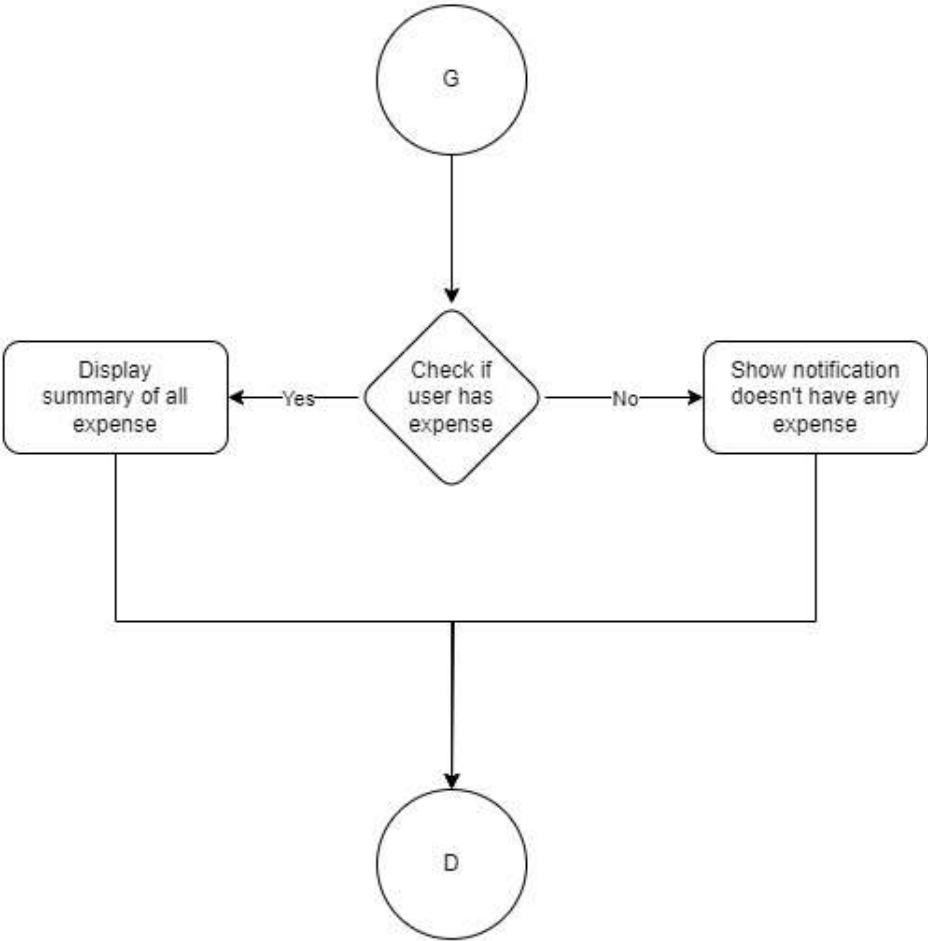 G
Display
summary of all
expense
Yes
Check if
user has
expense
No
Show notification
doesn't have any
expense
D